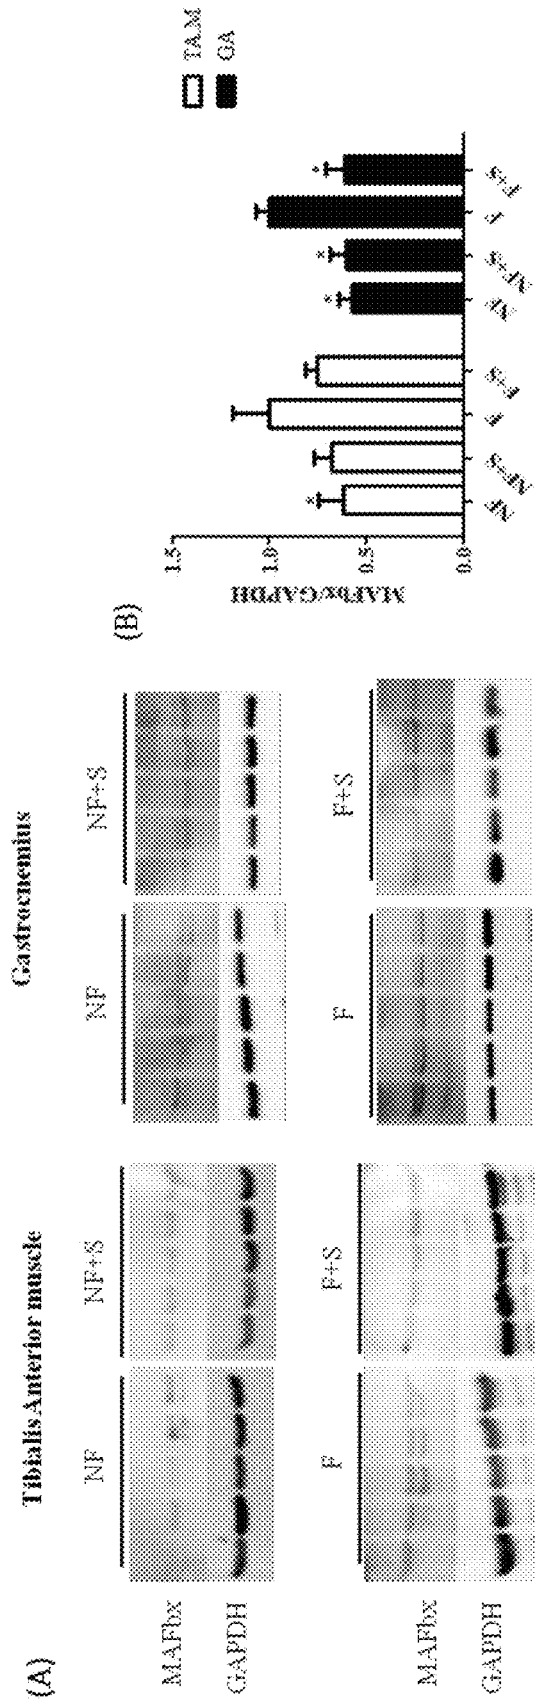 (A)
Tibialis Anterior muscle
Gastrocnemius
NF
NF+S
NF
NF+S
MAFbx
GAPDH
F
F+S
F
F+S
MAFbx
GAPDH
(B)
MAFbx/GAPDH
1.5
1.0
0.5
0.0
*
*
*
*
NF
NF+S
F
F+S
NF
NF+S
F
F+S
TA.M
GA